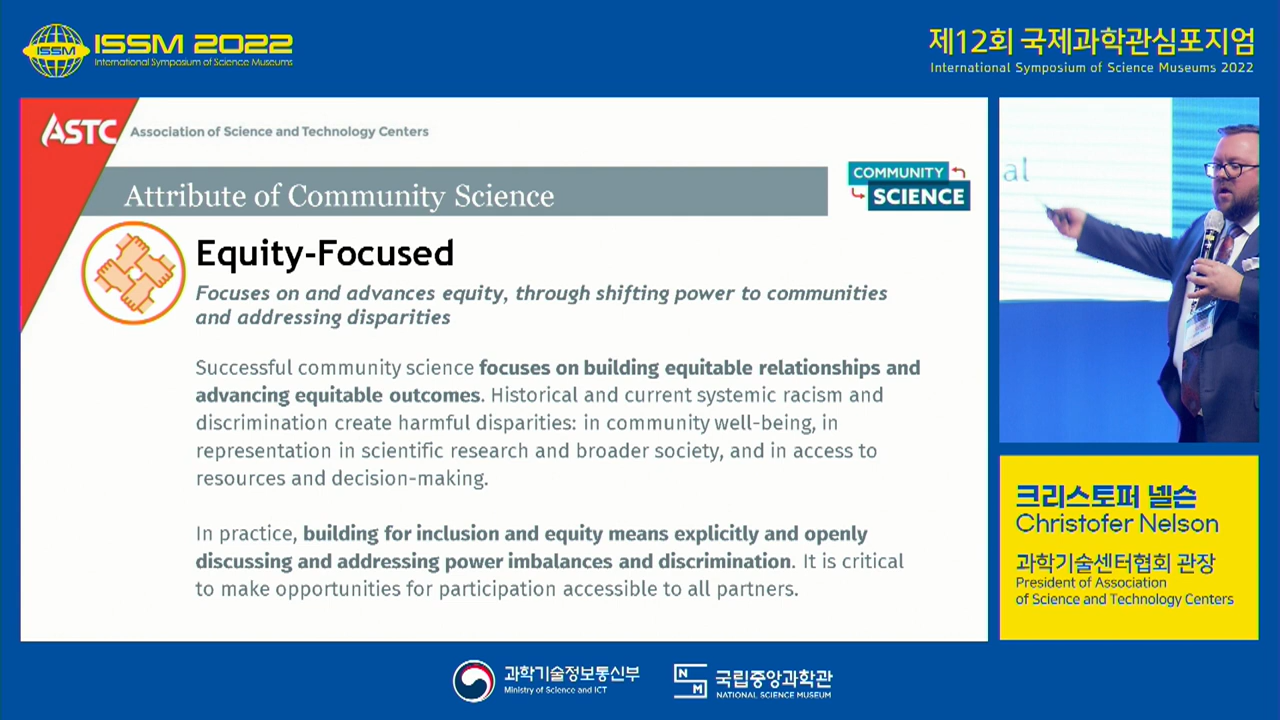 ISSM
ISSM 2022
International Symposium of Science Museums
제12회 국제과학관심포지엄
International Symposium of Science Museums 2022
ASTC
Association of Science and Technology Centers
Attribute of Community Science
COMMUNITY
SCIENCE
Equity-Focused
Focuses on and advances equity, through shifting power to communities
and addressing disparities
Successful community science focuses on building equitable relationships and
advancing equitable outcomes. Historical and current systemic racism and
discrimination create harmful disparities: in community well-being, in
representation in scientific research and broader society, and in access to
resources and decision-making.
In practice, building for inclusion and equity means explicitly and openly
discussing and addressing power imbalances and discrimination. It is critical
to make opportunities for participation accessible to all partners.
al
크리스토퍼 넬슨
Christofer Nelson
과학기술센터협회 관장
President of Association
of Science and Technology Centers
과학기술정보통신부
Ministry of Science and ICT
N
S
M
국립중앙과학관
NATIONAL SCIENCE MUSEUM